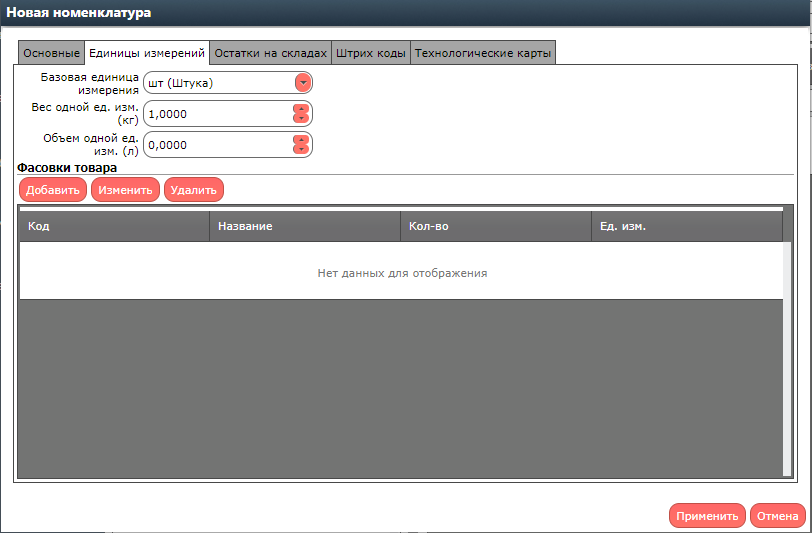 Новая номенклатура
Основные Единицы измерений Остатки на складах Штрих коды Технологические карты
Базовая единица
измерения
шт (Штука)
Вес одной ед. изм.
(кг)
1,0000
Объем одной ед.
изм. (л)
0,0000
Фасовки товара
Добавить Изменить Удалить
Код Название Кол-во Ед. изм.
Нет данных для отображения
Применить Отмена